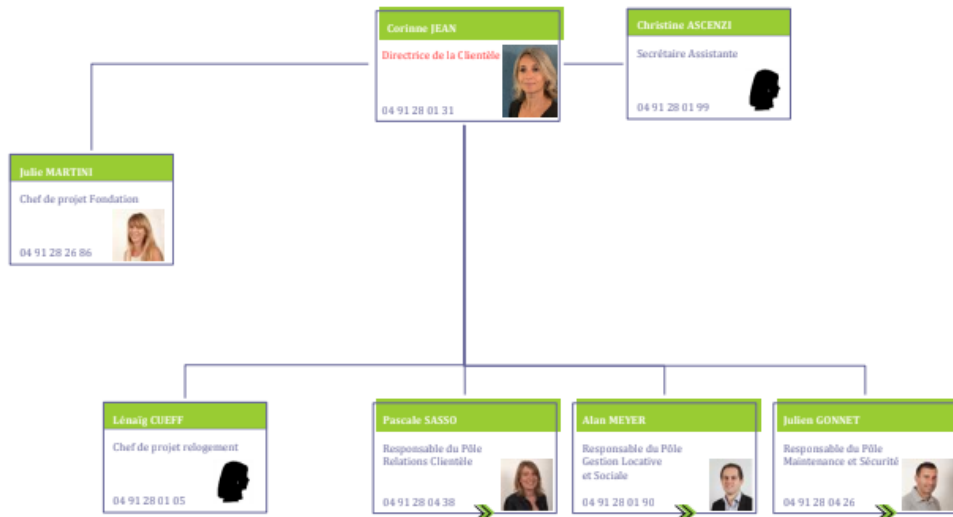 Corinne JEAN
Directrice de la Clientèle
04 91 28 01 31
Christine ASCENZI
Secrétaire Assistante
04 91 28 01 99
Julie MARTINI
Chef de projet Fondation
04 91 28 26 86
Lénaïg CUEFF
Chef de projet relogement
04 91 28 01 05
Pascale SASSO
Responsable du Pôle
Relations Clientèle
04 91 28 04 38
Alan MEYER
Responsable du Pôle
Gestion Locative
et Sociale
04 91 28 01 90
Julien GONNET
Responsable du Pôle
Maintenance et Sécurité
04 91 28 04 26